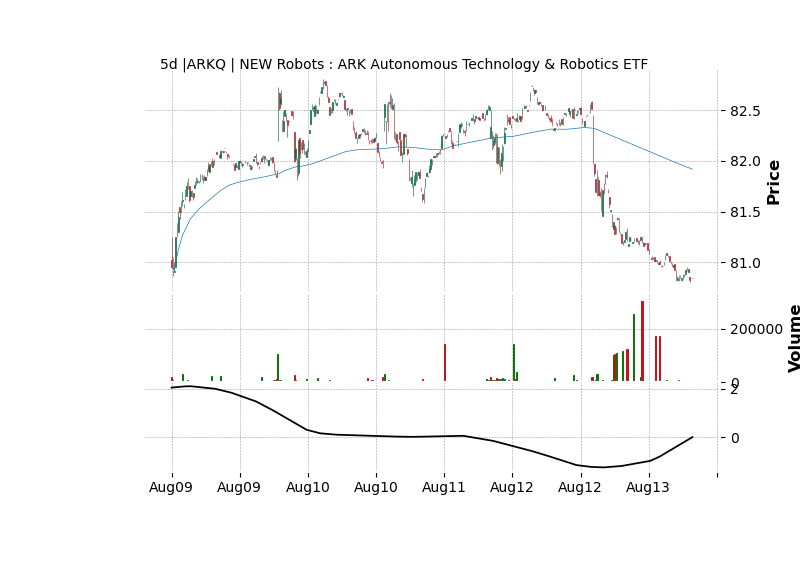 5d |ARKQ | NEW Robots : ARK Autonomous Technology & Robotics ETF
82.5
82.0
81.5
81.0
Price
200000
0
Volume
2
0
Aug09 Aug09 Aug10 Aug10 Aug11 Aug12 Aug12 Aug13